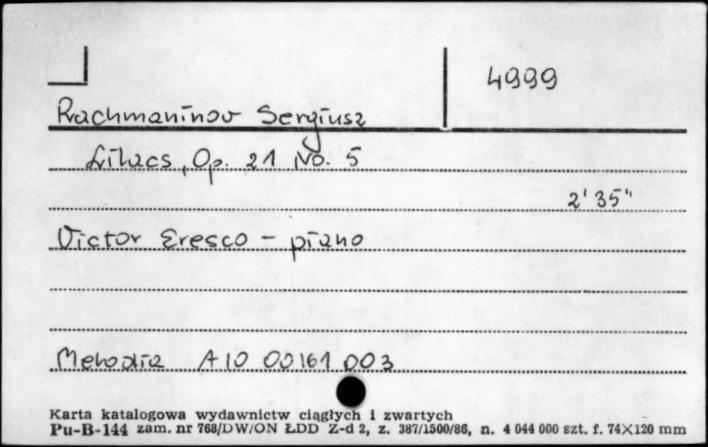 4999
Rachmaninov Sergiusz
Lilacs, Op. 21 No. 5
2'35"
Victor Eresco - piano
Melodia A10 00161 003
Karta katalogowa wydawnictw ciągłych i zwartych
Pu-B-144 zam. nr 768/DW/ON ŁDD Z-d 2, z. 387/1500/86, n. 4 044 000 szt. f. 74×120 mm